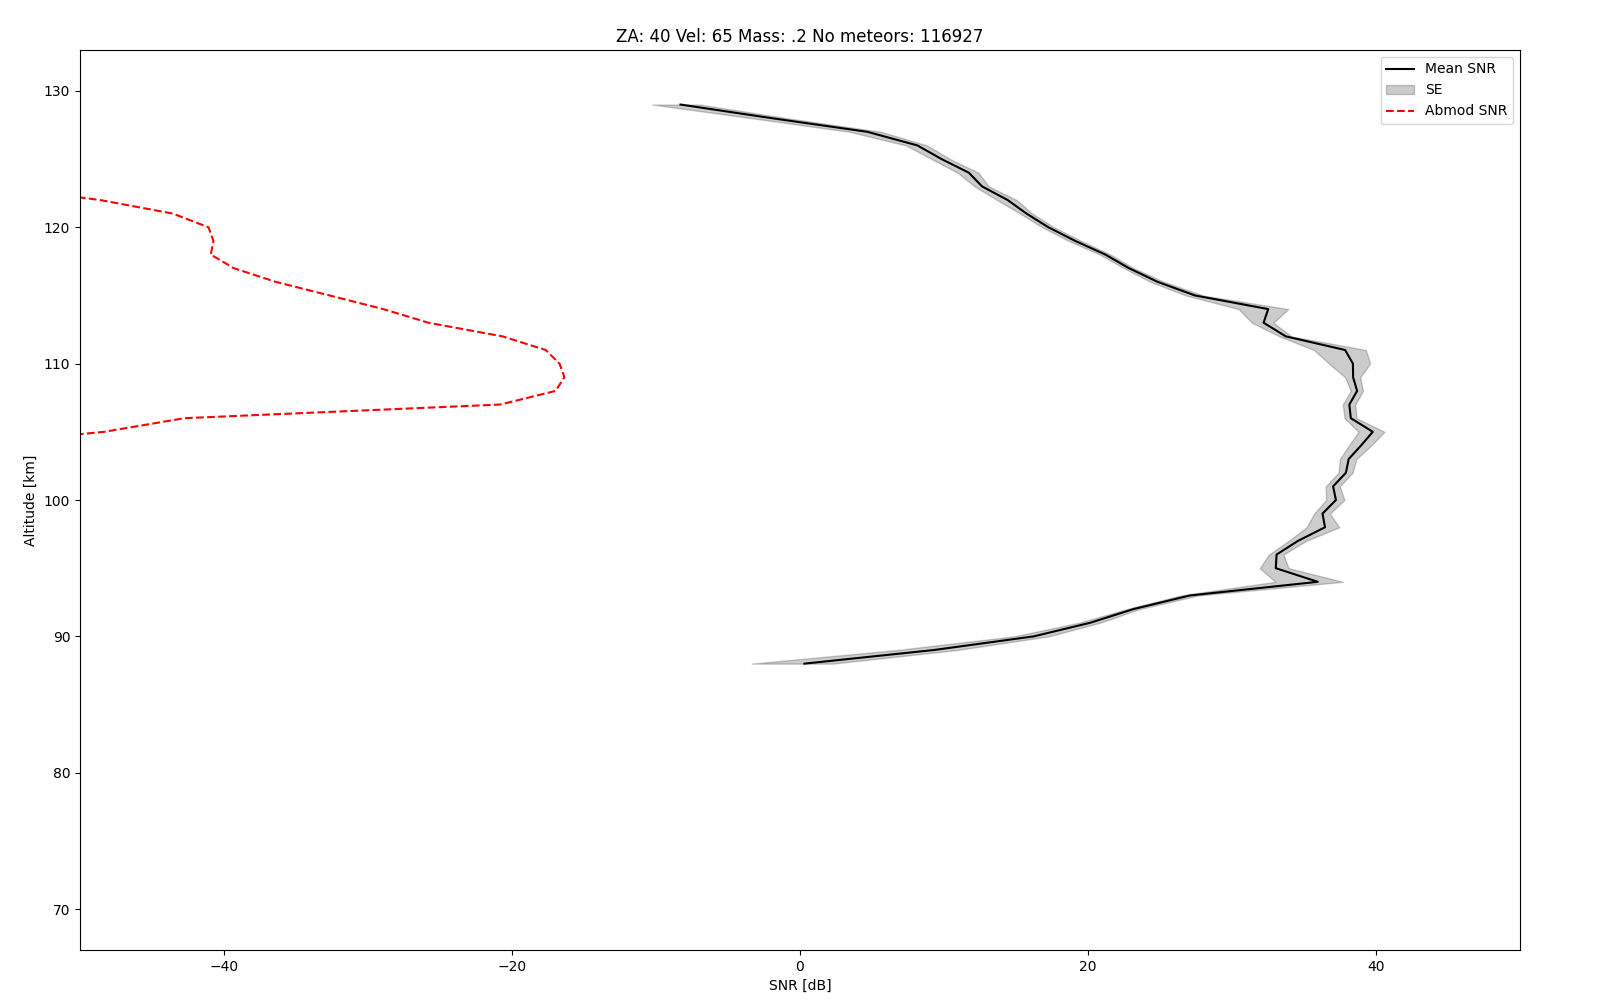 ZA: 40 Vel: 65 Mass: .2 No meteors: 116927
Mean SNR
SE
Abmod SNR
130
120
110
100
90
80
70
Altitude [km]
−40
−20
0
20
40
SNR [dB]